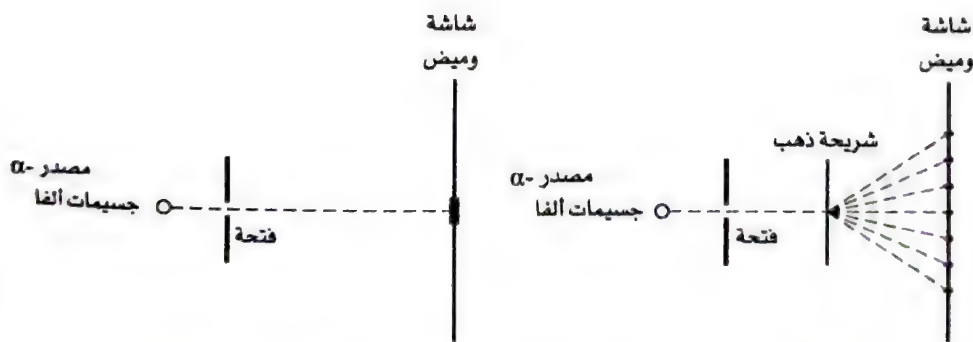 شاشة
وميض
شريحة ذهب
مصدر -α
جسيمات ألفا
فتحة
شاشة
وميض
مصدر -α
جسيمات ألفا
فتحة